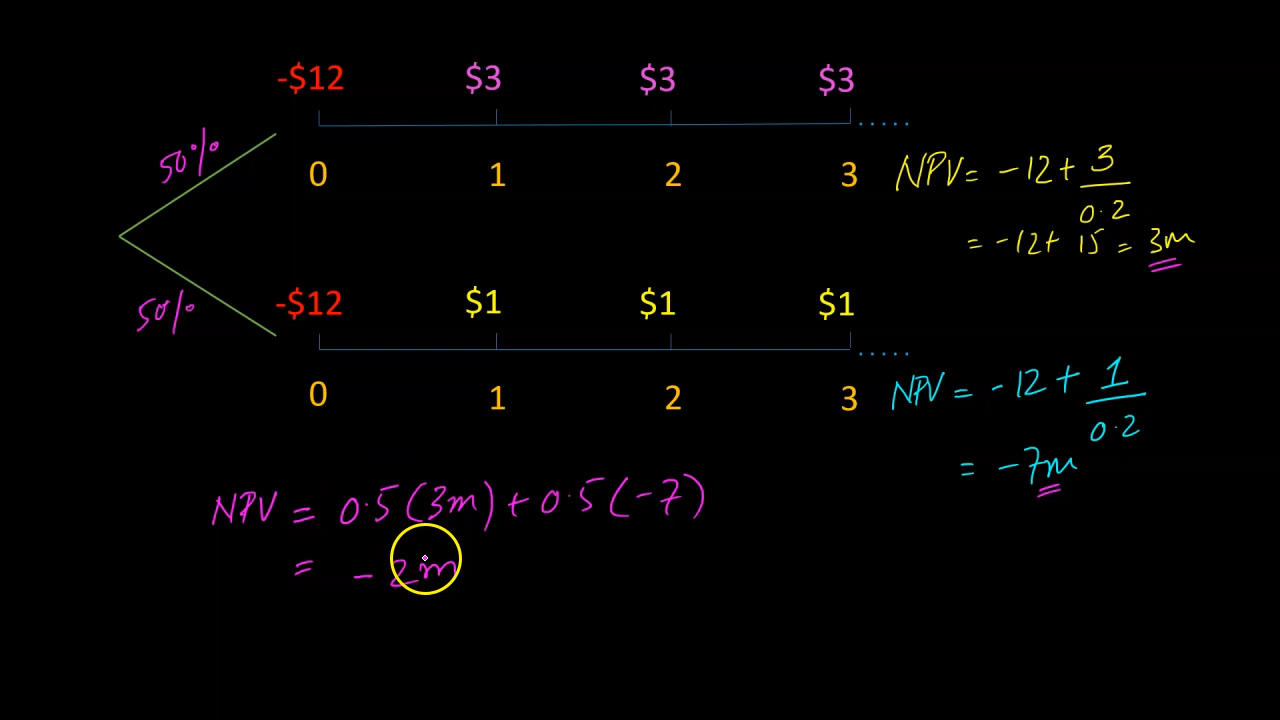 -$12 $3 $3 $3 .....
50%
0 1 2 3
NPV = -12 + 3/0.2
= -12 + 15 = 3m
50%
-$12 $1 $1 $1 .....
0 1 2 3
NPV = -12 + 1/0.2
= -7m
NPV = 0.5(3m) + 0.5(-7)
= -2m